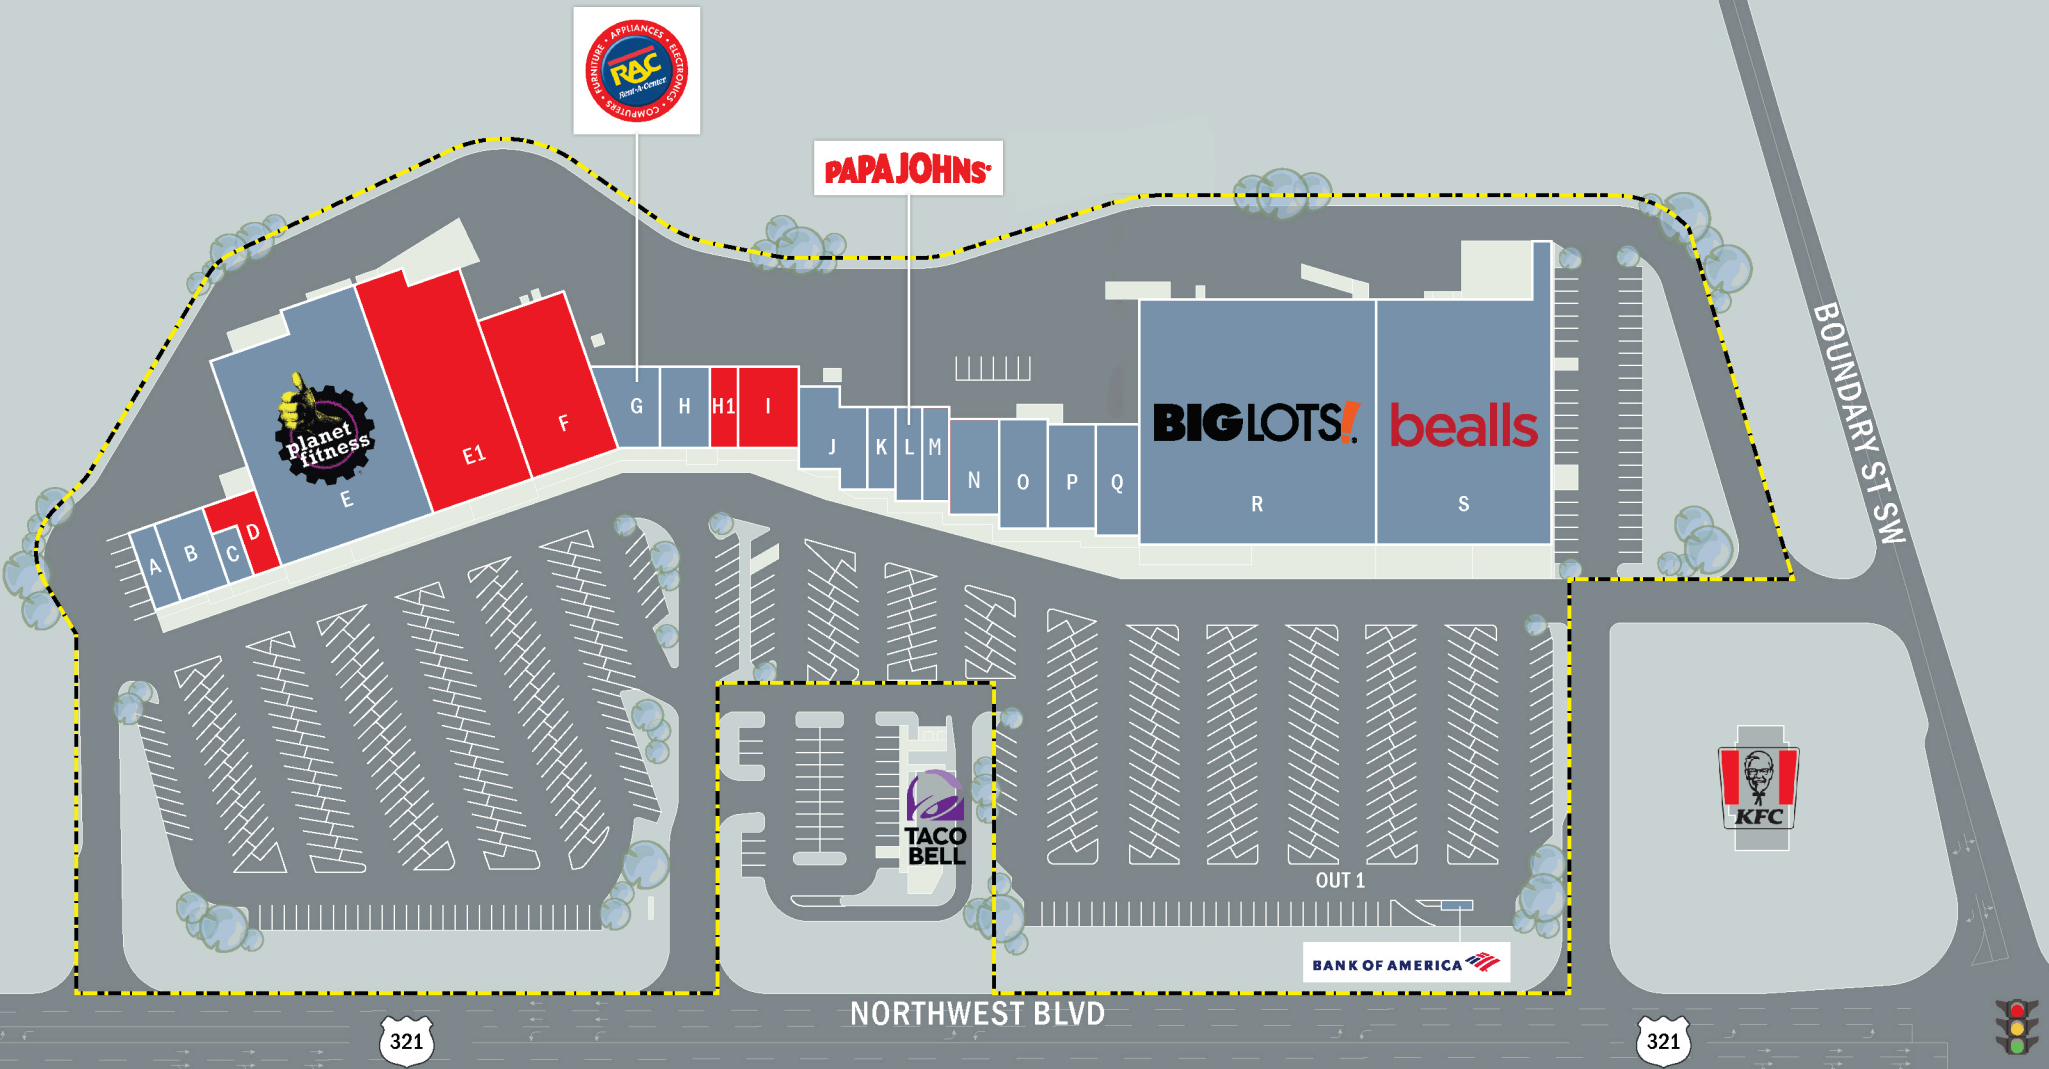 FURNITURE • APPLIANCES • ELECTRONICS • COMPUTERS •
RAC
Rent-A-Center
PAPA JOHNS
BOUNDARY ST SW
planet
fitness
E
E1
F
G
H
H1
I
J
K
L
M
N
O
P
Q
BIG LOTS!
R
bealls
S
A
B
C
D
TACO
BELL
KFC
OUT 1
BANK OF AMERICA
NORTHWEST BLVD
321
321